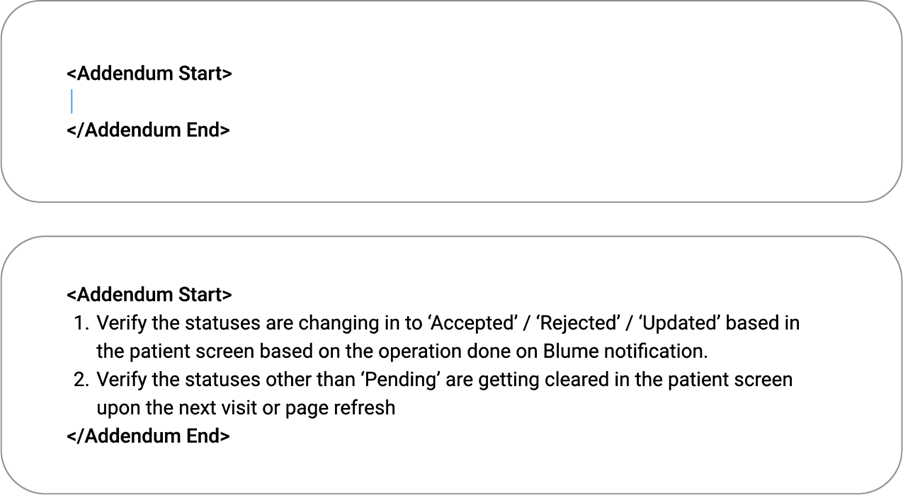 <Addendum Start>
</Addendum End>
<Addendum Start>
1. Verify the statuses are changing in to ‘Accepted’ / ‘Rejected’ / ‘Updated’ based in
the patient screen based on the operation done on Blume notification.
2. Verify the statuses other than ‘Pending’ are getting cleared in the patient screen
upon the next visit or page refresh
</Addendum End>